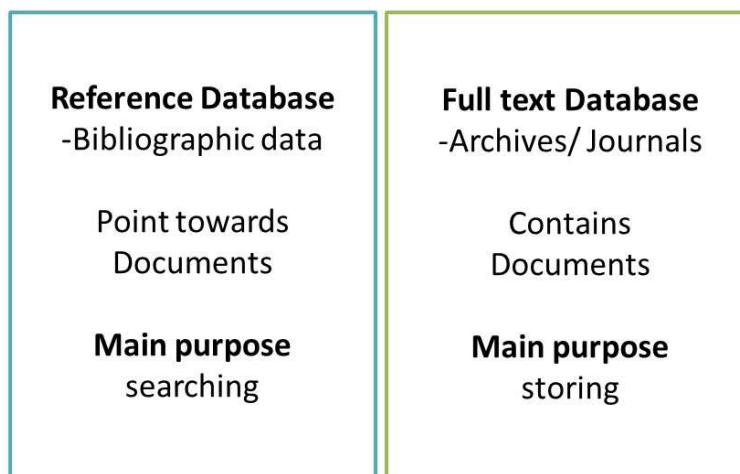 Reference Database
-Bibliographic data
Point towards
Documents
Main purpose
searching
Full text Database
-Archives/ Journals
Contains
Documents
Main purpose
storing